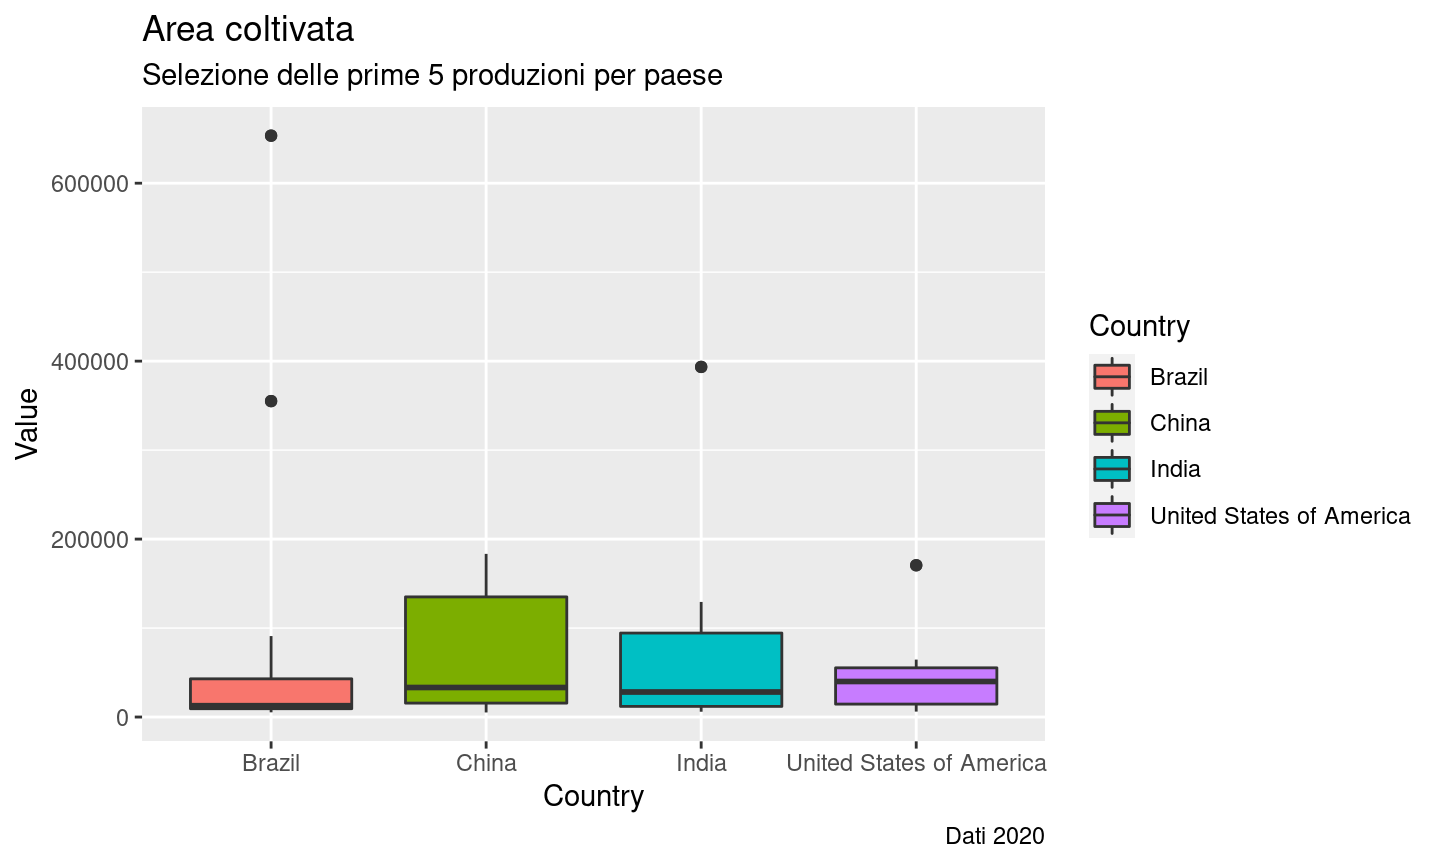 Area coltivata
Selezione delle prime 5 produzioni per paese
600000
400000
200000
0
Value
Brazil
China
India
United States of America
Country
Country
Brazil
China
India
United States of America
Dati 2020